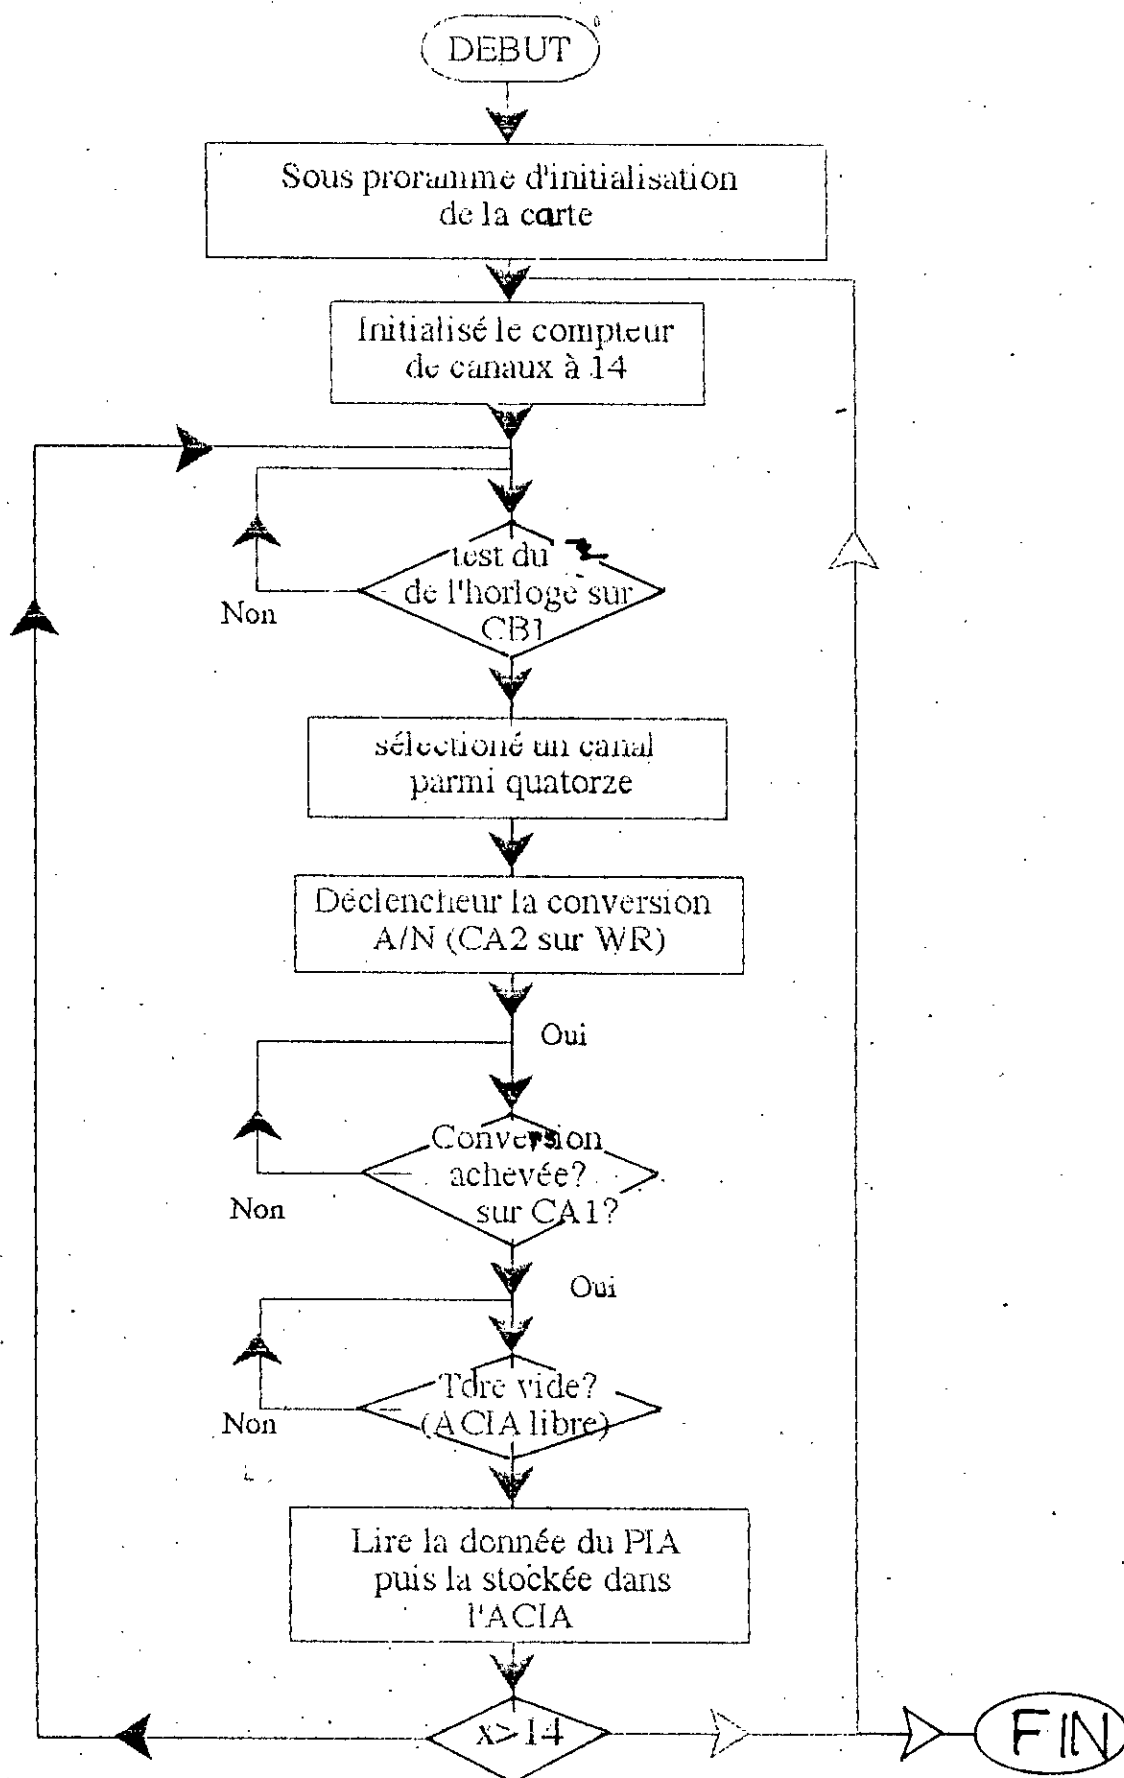 DEBUT
Sous proramme d'initialisation
de la carte
Initialisé le compteur
de canaux à 14
test du
de l'horloge sur
CB1
Non
sélectioné un canal
parmi quatorze
Déclencheur la conversion
A/N (CA2 sur WR)
Oui
Conversion
achevée?
sur CA1?
Non
Oui
Tdre vide?
(ACIA libre)
Non
Lire la donnée du PIA
puis la stockée dans
l'ACIA
x>14
FIN